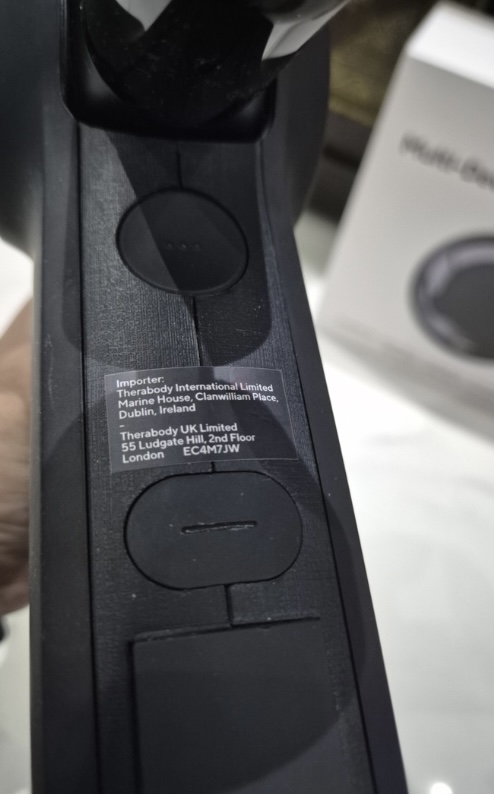 Importer:
Therabody International Limited
Marine House, Clanwilliam Place,
Dublin, Ireland
-
Therabody UK Limited
55 Ludgate Hill, 2nd Floor
London EC4M7JW